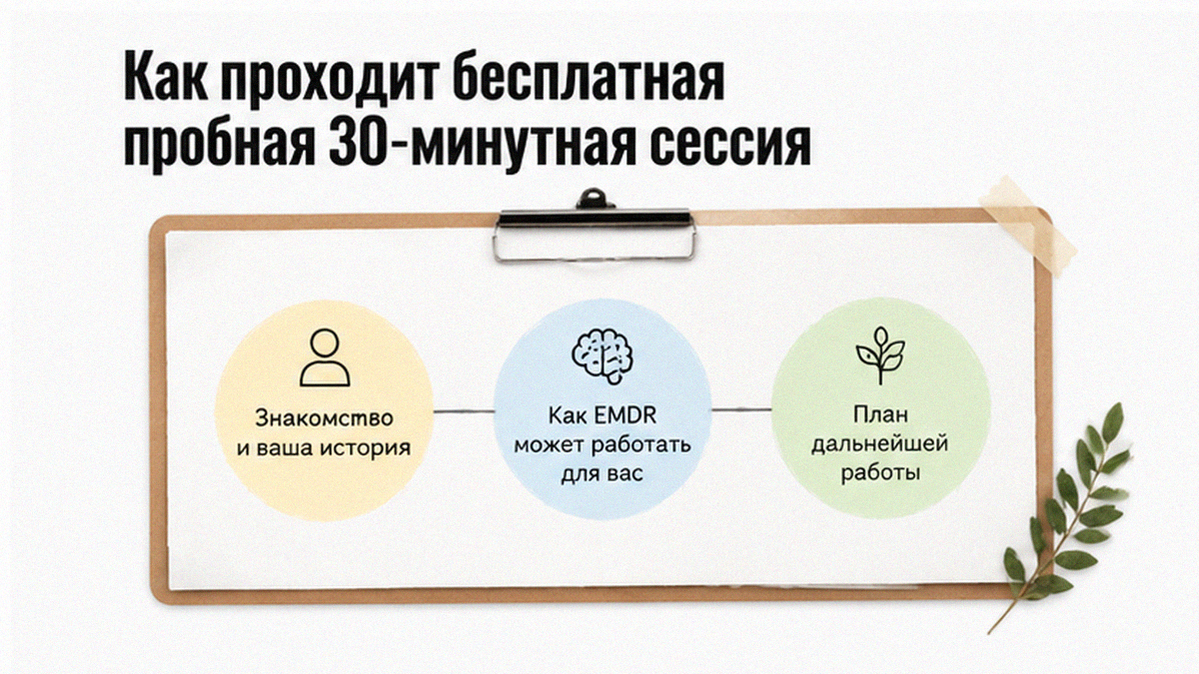 Как проходит бесплатная
пробная 30-минутная сессия
Знакомство
и ваша история
Как EMDR
может работать
для вас
План
дальнейшей
работы